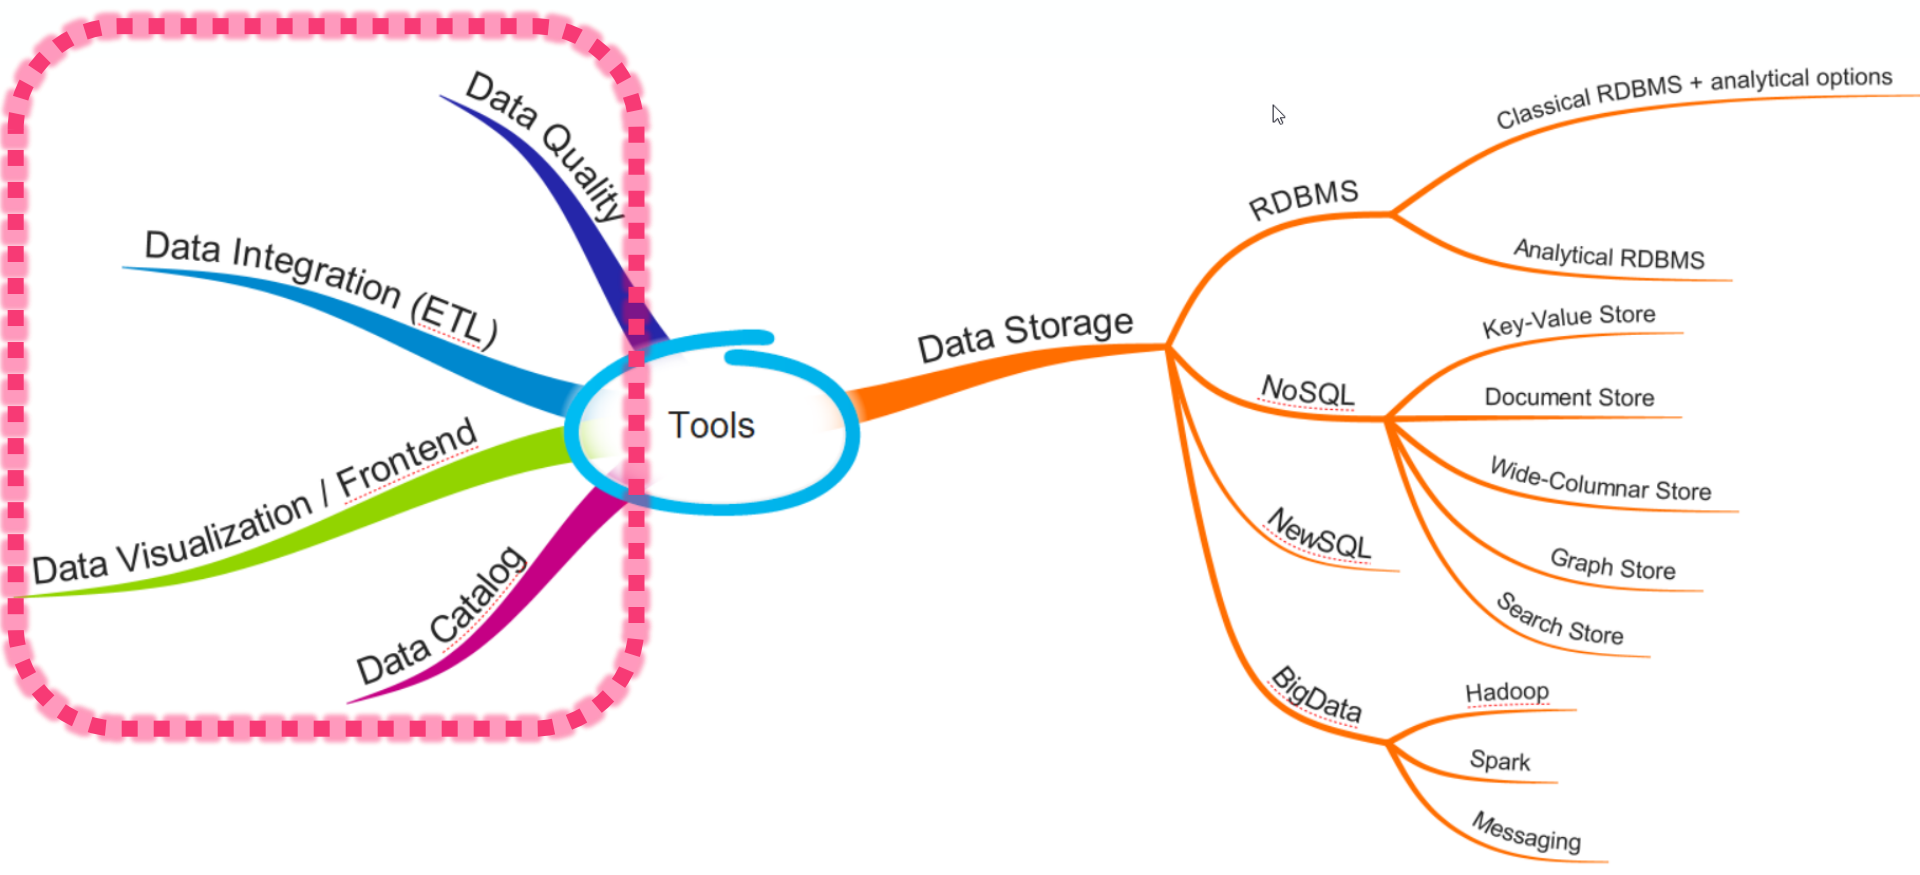 Data Quality
Data Integration (ETL)
Data Visualization / Frontend
Data Catalog
Tools
Data Storage
RDBMS
Classical RDBMS + analytical options
Analytical RDBMS
NoSQL
Key-Value Store
Document Store
Wide-Columnar Store
Graph Store
Search Store
NewSQL
BigData
Hadoop
Spark
Messaging